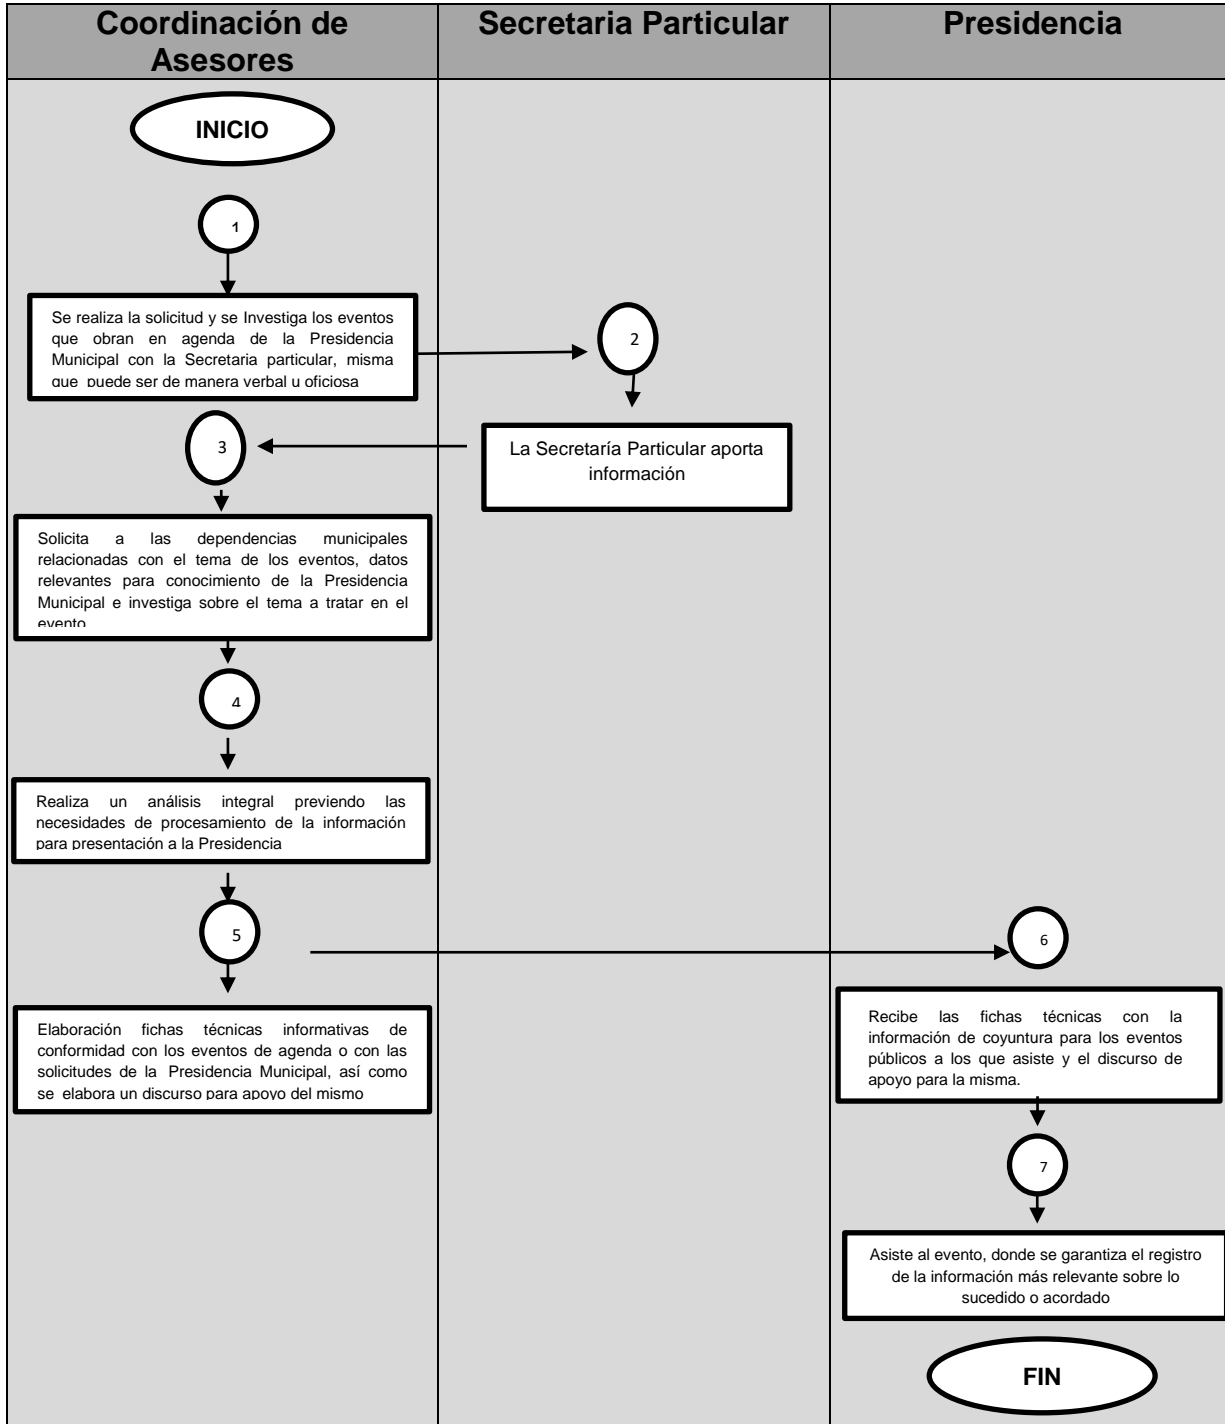 Coordinación de
Asesores
Secretaria Particular
Presidencia
INICIO
1
Se realiza la solicitud y se Investiga los eventos
que obran en agenda de la Presidencia
Municipal con la Secretaria particular, misma
que puede ser de manera verbal u oficiosa
2
La Secretaría Particular aporta
información
3
Solicita a las dependencias municipales
relacionadas con el tema de los eventos, datos
relevantes para conocimiento de la Presidencia
Municipal e investiga sobre el tema a tratar en el
evento
4
Realiza un análisis integral previendo las
necesidades de procesamiento de la información
para presentación a la Presidencia
5
Elaboración fichas técnicas informativas de
conformidad con los eventos de agenda o con las
solicitudes de la Presidencia Municipal, así como
se elabora un discurso para apoyo del mismo
6
Recibe las fichas técnicas con la
información de coyuntura para los eventos
públicos a los que asiste y el discurso de
apoyo para la misma.
7
Asiste al evento, donde se garantiza el registro
de la información más relevante sobre lo
sucedido o acordado
FIN